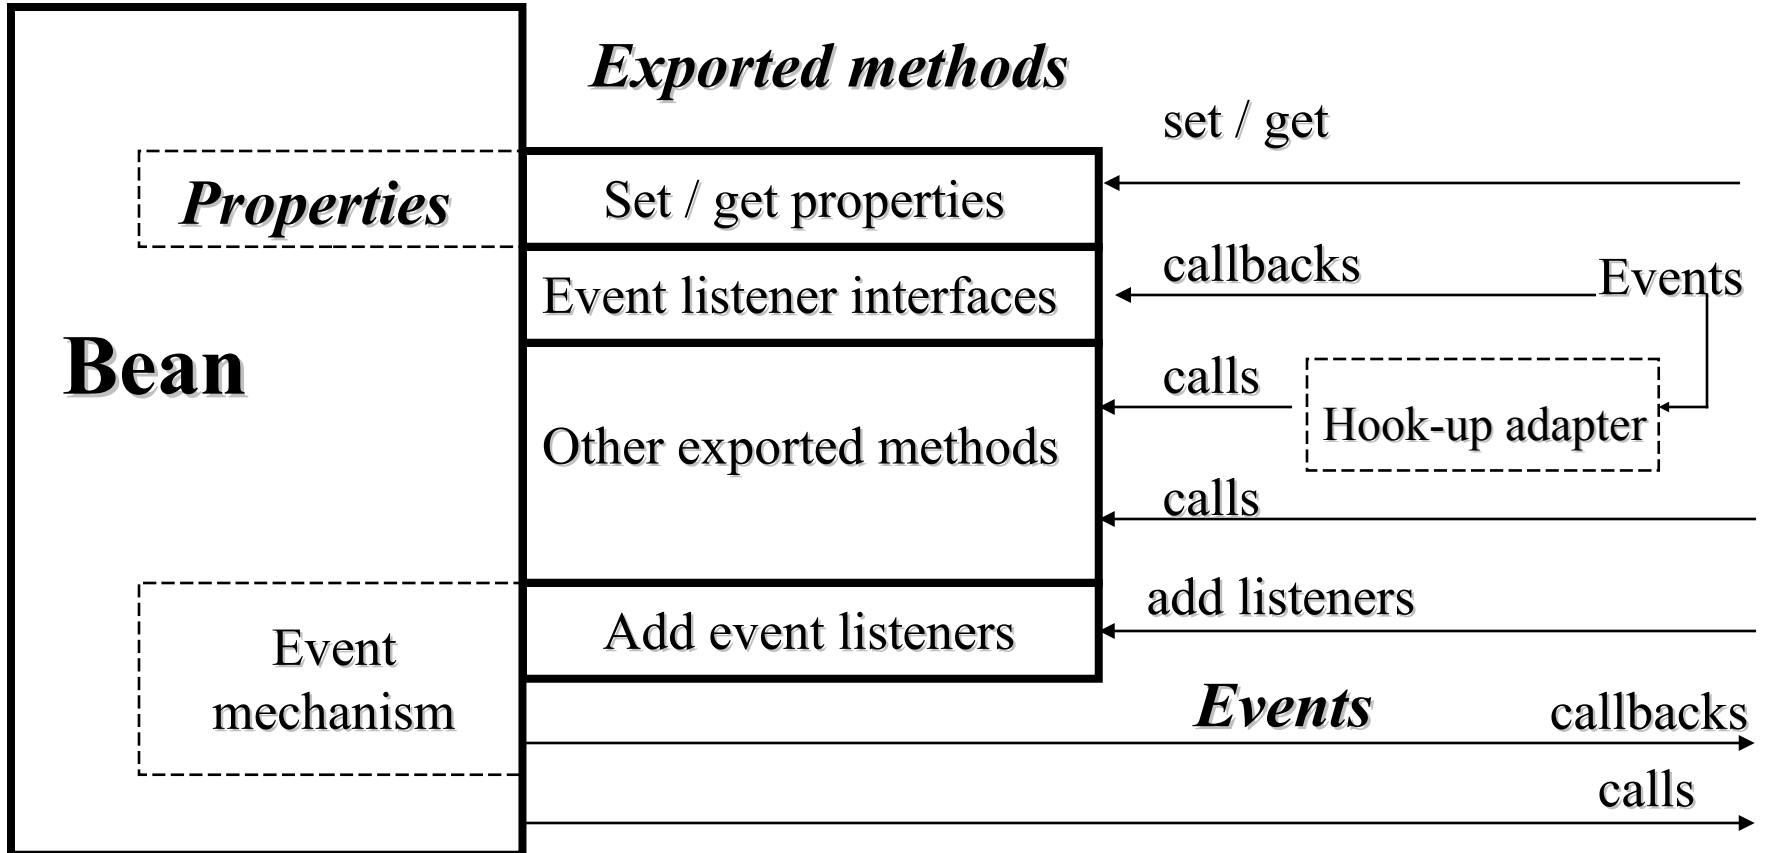 Exported methods
set / get
Properties
Set / get properties
callbacks
Events
Event listener interfaces
Bean
calls
Hook-up adapter
Other exported methods
calls
add listeners
Add event listeners
Event
mechanism
Events
callbacks
calls